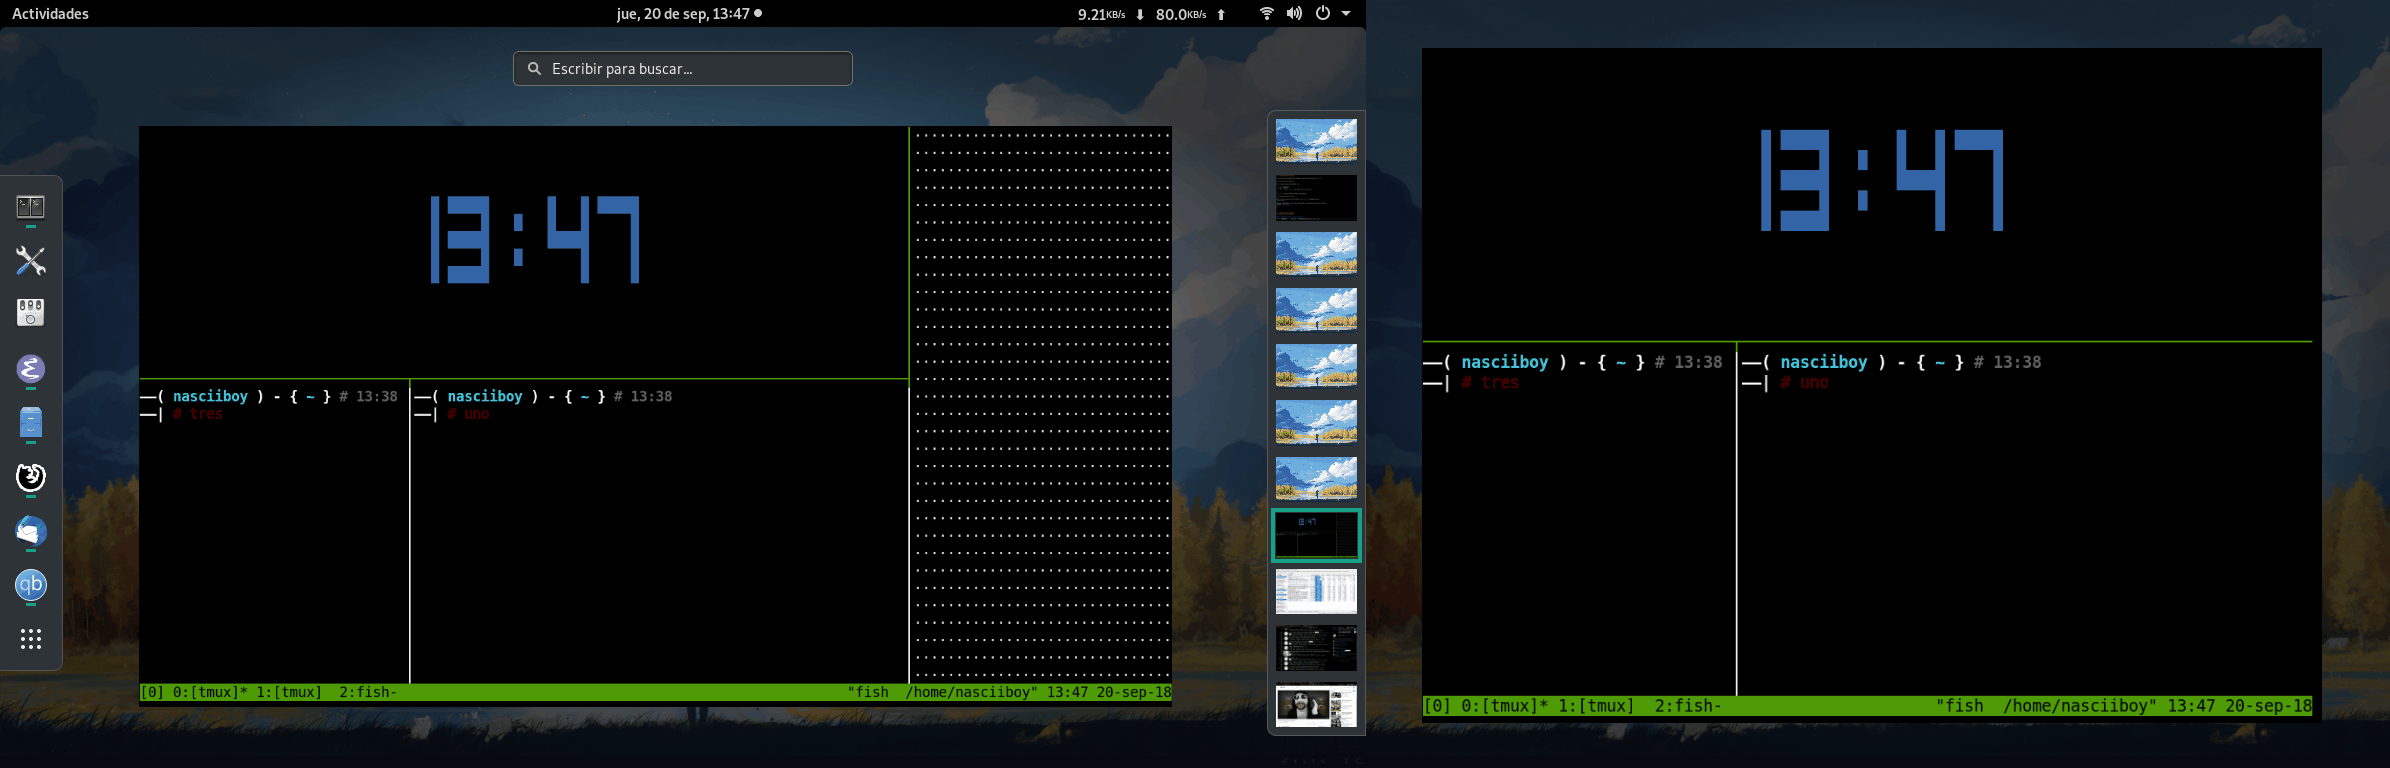 Actividades
jue, 20 de sep, 13:47
9.21KB/s 80.0KB/s
Escribir para buscar...
13:47
──( nasciiboy ) - { ~ } # 13:38
──| # tres
──( nasciiboy ) - { ~ } # 13:38
──| # uno
[0] 0:[tmux]* 1:[tmux]  2:fish-
"fish  /home/nasciiboy" 13:47 20-sep-18
qb
13:47
──( nasciiboy ) - { ~ } # 13:38
──| # tres
──( nasciiboy ) - { ~ } # 13:38
──| # uno
[0] 0:[tmux]* 1:[tmux]  2:fish-
"fish  /home/nasciiboy" 13:47 20-sep-18
13:47